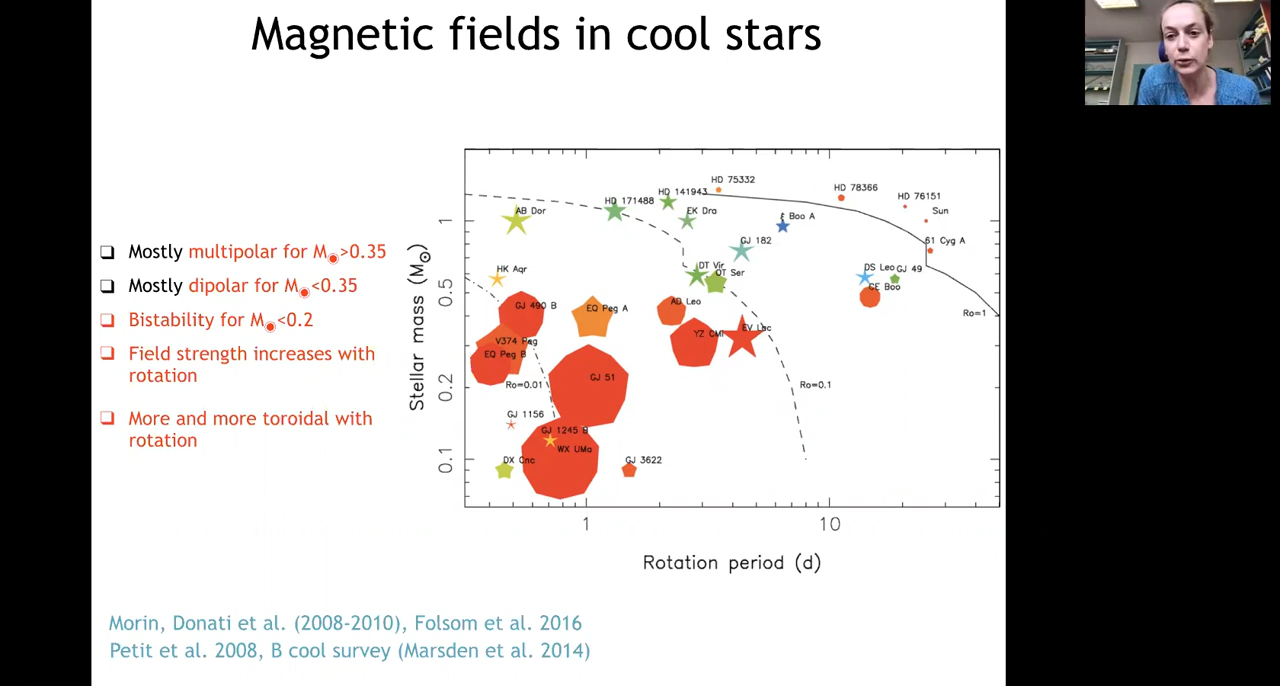 Magnetic fields in cool stars
❑ Mostly multipolar for M☉>0.35
❑ Mostly dipolar for M☉<0.35
❑ Bistability for M☉<0.2
❑ Field strength increases with
rotation
❑ More and more toroidal with
rotation
Stellar mass (M☉)
1
0.5
0.2
0.1
HD 75332
HD 141943
HD 78366
HD 76151
HD 171488
AB Dor
EK Dra
ξ Boo A
Sun
GJ 182
61 Cyg A
HK Aqr
DT Vir
OT Ser
DS Leo
GJ 49
CE Boo
GJ 490 B
EQ Peg A
AD Leo
Ro=1
V374 Peg
YZ CMi
EV Lac
EQ Peg B
GJ 51
Ro=0.01
Ro=0.1
GJ 1156
GJ 1245 B
WX UMa
DX Cnc
GJ 3622
1
10
Rotation period (d)
Morin, Donati et al. (2008-2010), Folsom et al. 2016
Petit et al. 2008, B cool survey (Marsden et al. 2014)